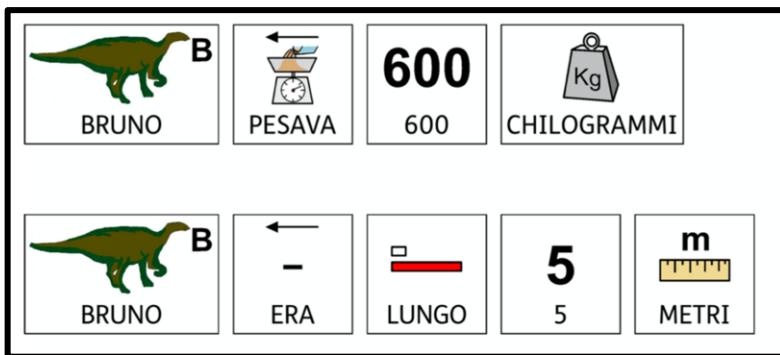 B 600 Kg
BRUNO PESAVA 600 CHILOGRAMMI
B - 5 m
BRUNO ERA LUNGO 5 METRI